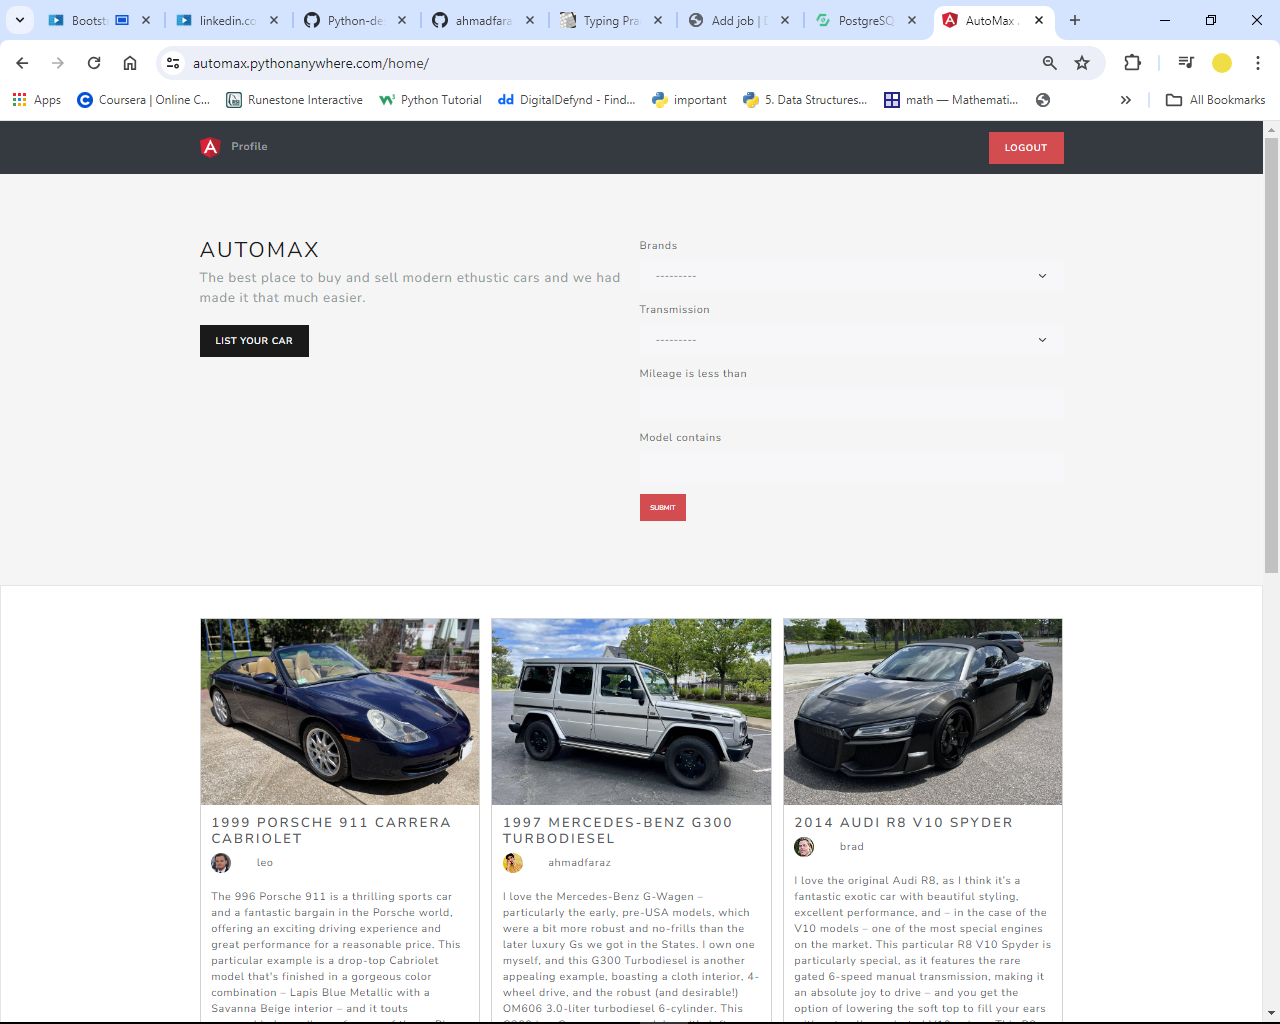 Bootst
linkedin.co
Python-de
ahmadfara
Typing Pra
Add job |
PostgreSQ
AutoMax
automax.pythonanywhere.com/home/
Apps
Coursera | Online C...
Runestone Interactive
Python Tutorial
DigitalDefynd - Find...
important
5. Data Structures...
math — Mathemati...
All Bookmarks
A Profile
LOGOUT
AUTOMAX
The best place to buy and sell modern ethustic cars and we had
made it that much easier.
LIST YOUR CAR
Brands
---------
Transmission
---------
Mileage is less than
Model contains
SUBMIT
1999 PORSCHE 911 CARRERA
CABRIOLET
leo
The 996 Porsche 911 is a thrilling sports car
and a fantastic bargain in the Porsche world,
offering an exciting driving experience and
great performance for a reasonable price. This
particular example is a drop-top Cabriolet
model that's finished in a gorgeous color
combination – Lapis Blue Metallic with a
Savanna Beige interior – and it touts
1997 MERCEDES-BENZ G300
TURBODIESEL
ahmadfaraz
I love the Mercedes-Benz G-Wagen –
particularly the early, pre-USA models, which
were a bit more robust and no-frills than the
later luxury Gs we got in the States. I own one
myself, and this G300 Turbodiesel is another
appealing example, boasting a cloth interior, 4-
wheel drive, and the robust (and desirable!)
OM606 3.0-liter turbodiesel 6-cylinder. This
2014 AUDI R8 V10 SPYDER
brad
I love the original Audi R8, as I think it's a
fantastic exotic car with beautiful styling,
excellent performance, and – in the case of the
V10 models – one of the most special engines
on the market. This particular R8 V10 Spyder is
particularly special, as it features the rare
gated 6-speed manual transmission, making it
an absolute joy to drive – and you get the
option of lowering the soft top to fill your ears